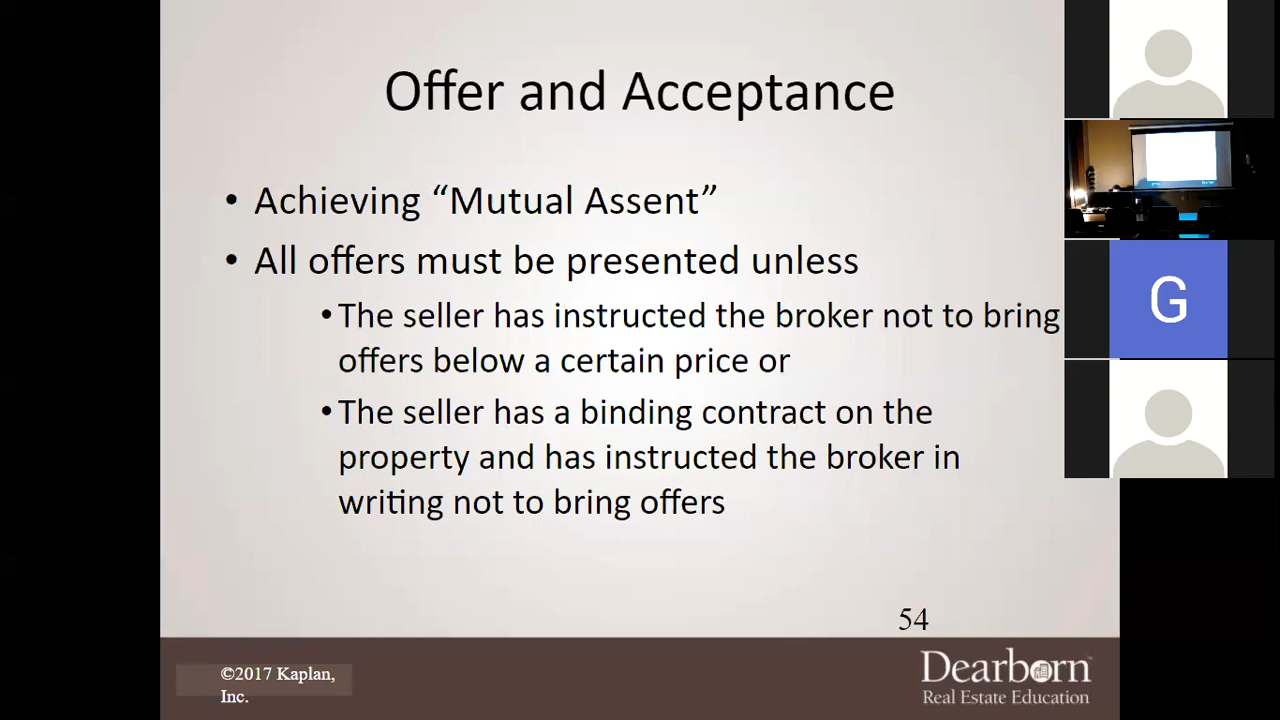 Offer and Acceptance
• Achieving “Mutual Assent”
• All offers must be presented unless
• The seller has instructed the broker not to bring
offers below a certain price or
• The seller has a binding contract on the
property and has instructed the broker in
writing not to bring offers
G
54
©2017 Kaplan,
Inc.
Dearborn
Real Estate Education